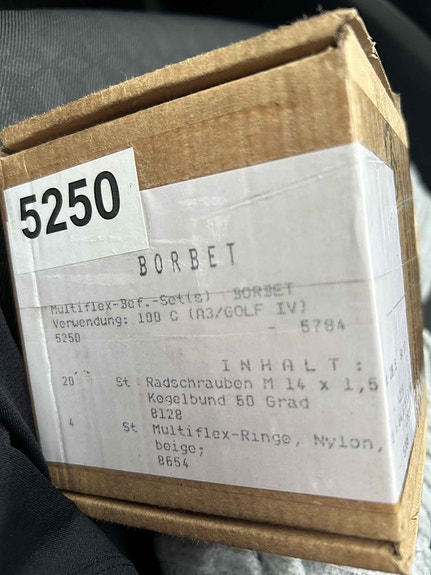 5250
BORBET
Multiflex-Bef.-Set(s) BORBET
Verwendung: 100 C (A3/GOLF IV)
5250 - 5784
INHALT:
20 St Radschrauben M 14 x 1,5
Kegelbund 60 Grad
8128
4 St Multiflex-Ringe, Nylon,
beige;
8654